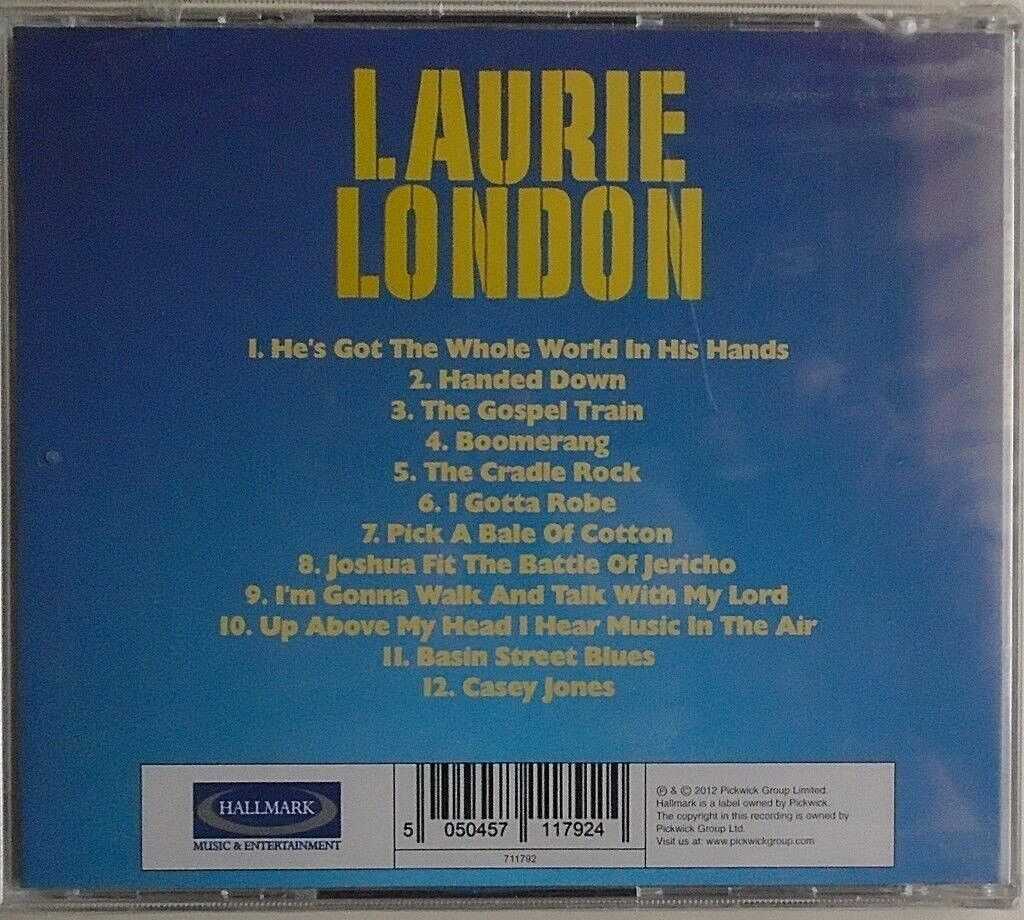 LAURIE
LONDON
1. He's Got The Whole World In His Hands
2. Handed Down
3. The Gospel Train
4. Boomerang
5. The Cradle Rock
6. I Gotta Robe
7. Pick A Bale Of Cotton
8. Joshua Fit The Battle Of Jericho
9. I'm Gonna Walk And Talk With My Lord
10. Up Above My Head I Hear Music In The Air
11. Basin Street Blues
12. Casey Jones
HALLMARK
MUSIC & ENTERTAINMENT
5 050457 117924
711792
℗ & © 2012 Pickwick Group Limited.
Hallmark is a label owned by Pickwick.
The copyright in this recording is owned by
Pickwick Group Ltd.
Visit us at: www.pickwickgroup.com